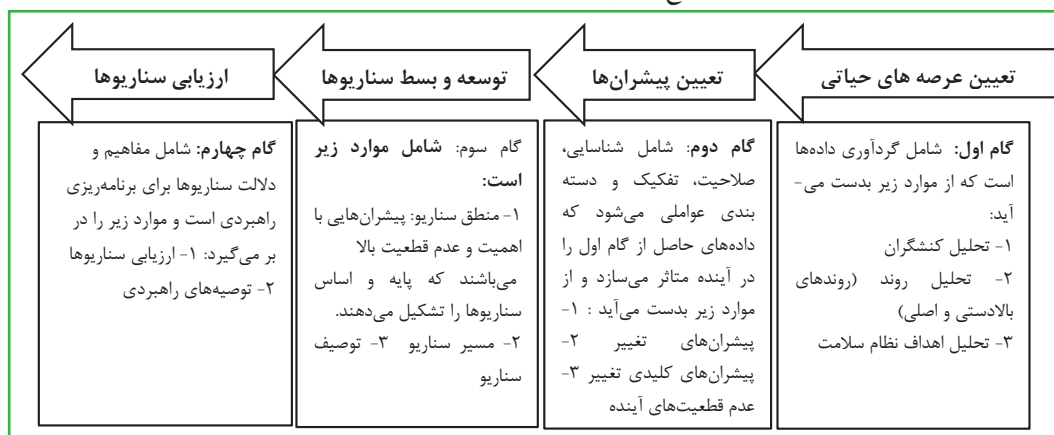 تعیین عرصه های حیاتی
تعیین پیشران‌ها
توسعه و بسط سناریوها
ارزیابی سناریوها
گام اول: شامل گردآوری داده‌ها
است که از موارد زیر بدست می-
آید:
۱- تحلیل کنشگران
۲- تحلیل روند (روندهای
بالادستی و اصلی)
۳- تحلیل اهداف نظام سلامت
گام دوم: شامل شناسایی،
صلاحیت، تفکیک و دسته
بندی عواملی می‌شود که
داده‌های حاصل از گام اول را
در آینده متاثر می‌سازد و از
موارد زیر بدست می‌آید : ۱-
پیشران‌های تغییر ۲-
پیشران‌های کلیدی تغییر ۳-
عدم قطعیت‌های آینده
گام سوم: شامل موارد زیر
است:
۱- منطق سناریو: پیشران‌هایی با
اهمیت و عدم قطعیت بالا
می‌باشند که پایه و اساس
سناریوها را تشکیل می‌دهند.
۲- مسیر سناریو ۳- توصیف
سناریو
گام چهارم: شامل مفاهیم و
دلالت سناریوها برای برنامه‌ریزی
راهبردی است و موارد زیر را در
بر می‌گیرد: ۱- ارزیابی سناریوها
۲- توصیه‌های راهبردی